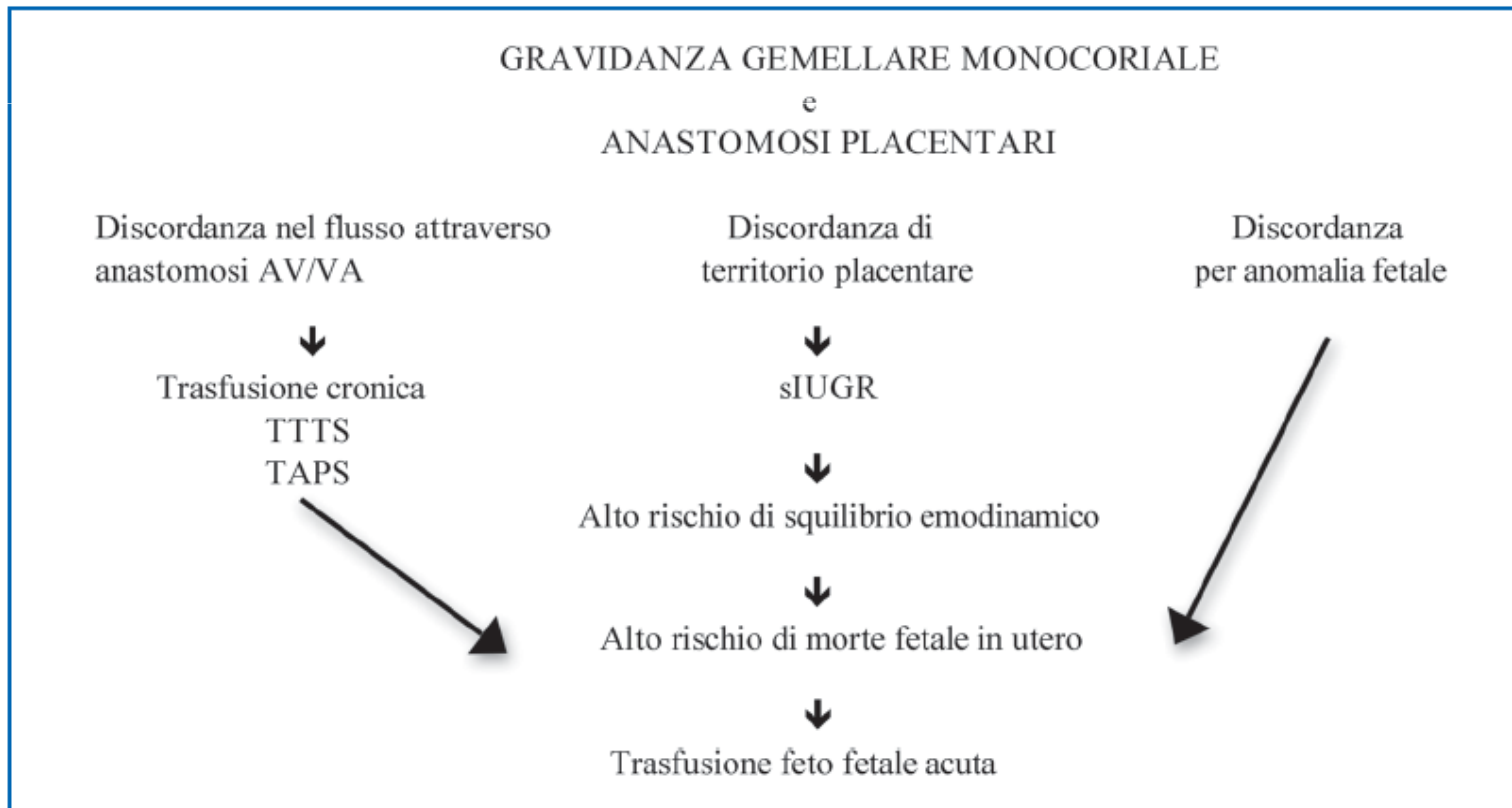 GRAVIDANZA GEMELLARE MONOCORIALE
e
ANASTOMOSI PLACENTARI
Discordanza nel flusso attraverso
anastomosi AV/VA
Trasfusione cronica
TTTS
TAPS
Discordanza di
territorio placentare
sIUGR
Alto rischio di squilibrio emodinamico
Alto rischio di morte fetale in utero
Trasfusione feto fetale acuta
Discordanza
per anomalia fetale